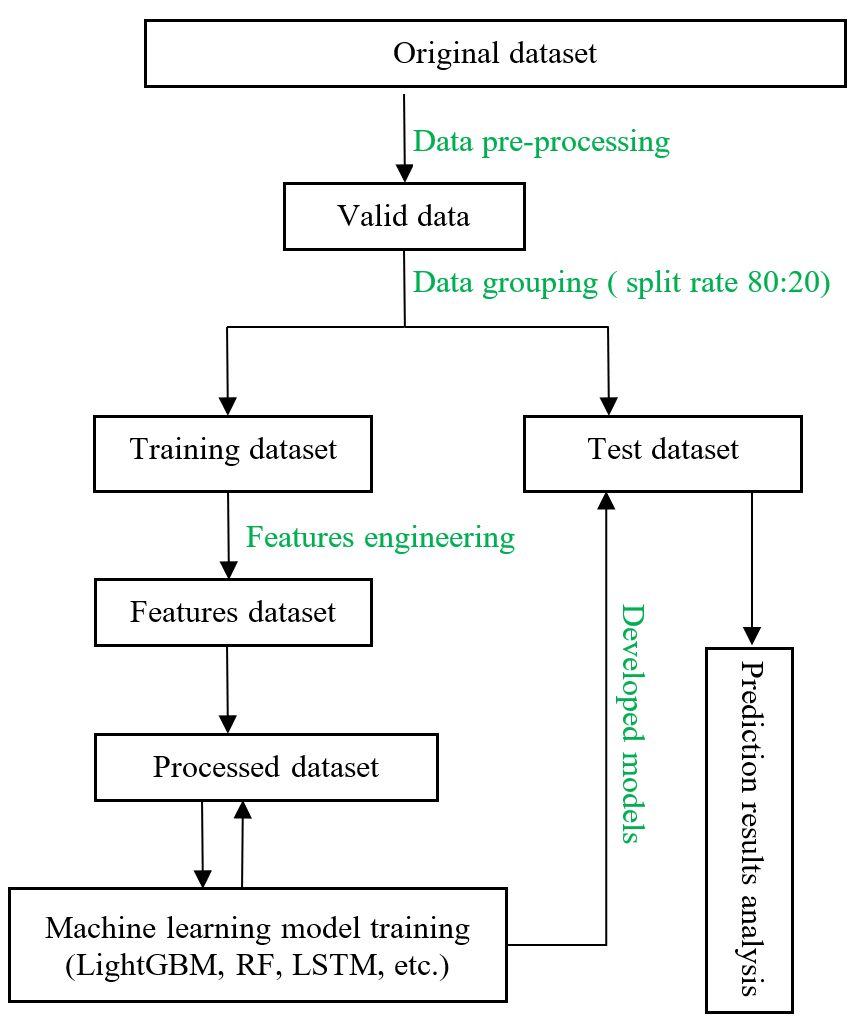 Original dataset
Data pre-processing
Valid data
Data grouping ( split rate 80:20)
Training dataset
Test dataset
Features engineering
Features dataset
Developed models
Prediction results analysis
Processed dataset
Machine learning model training
(LightGBM, RF, LSTM, etc.)